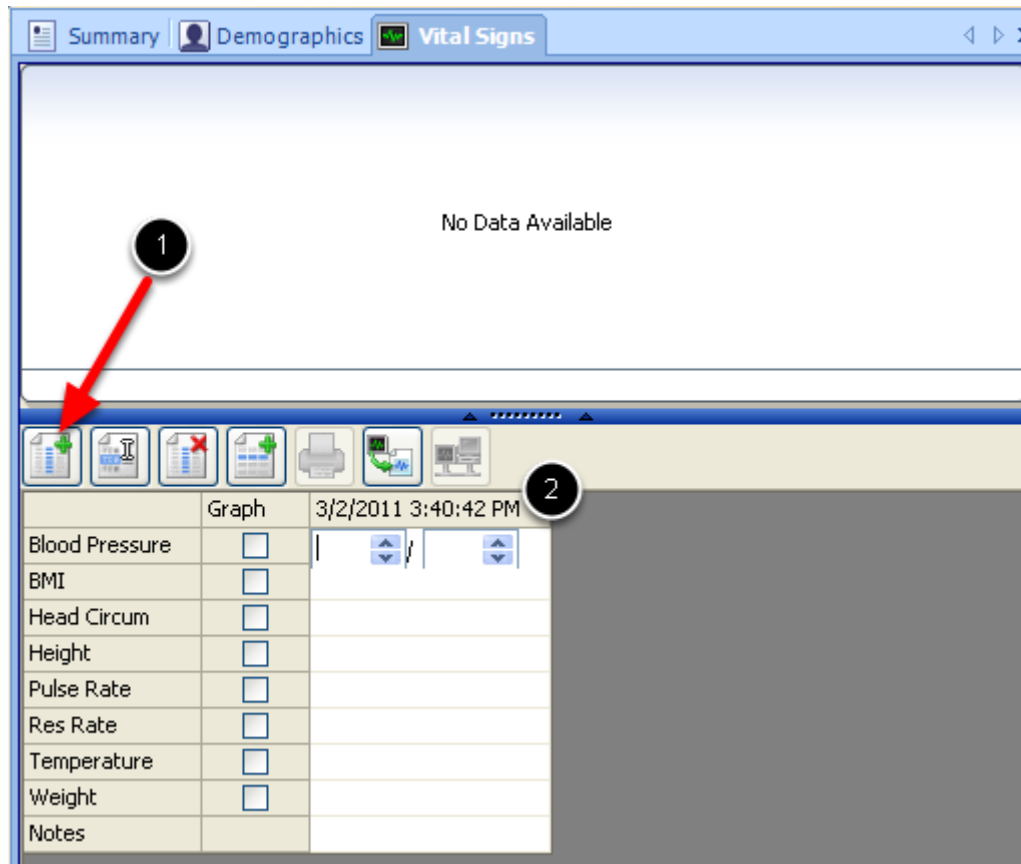 Summary Demographics Vital Signs
No Data Available
1
2
Graph 3/2/2011 3:40:42 PM
Blood Pressure /
BMI
Head Circum
Height
Pulse Rate
Res Rate
Temperature
Weight
Notes